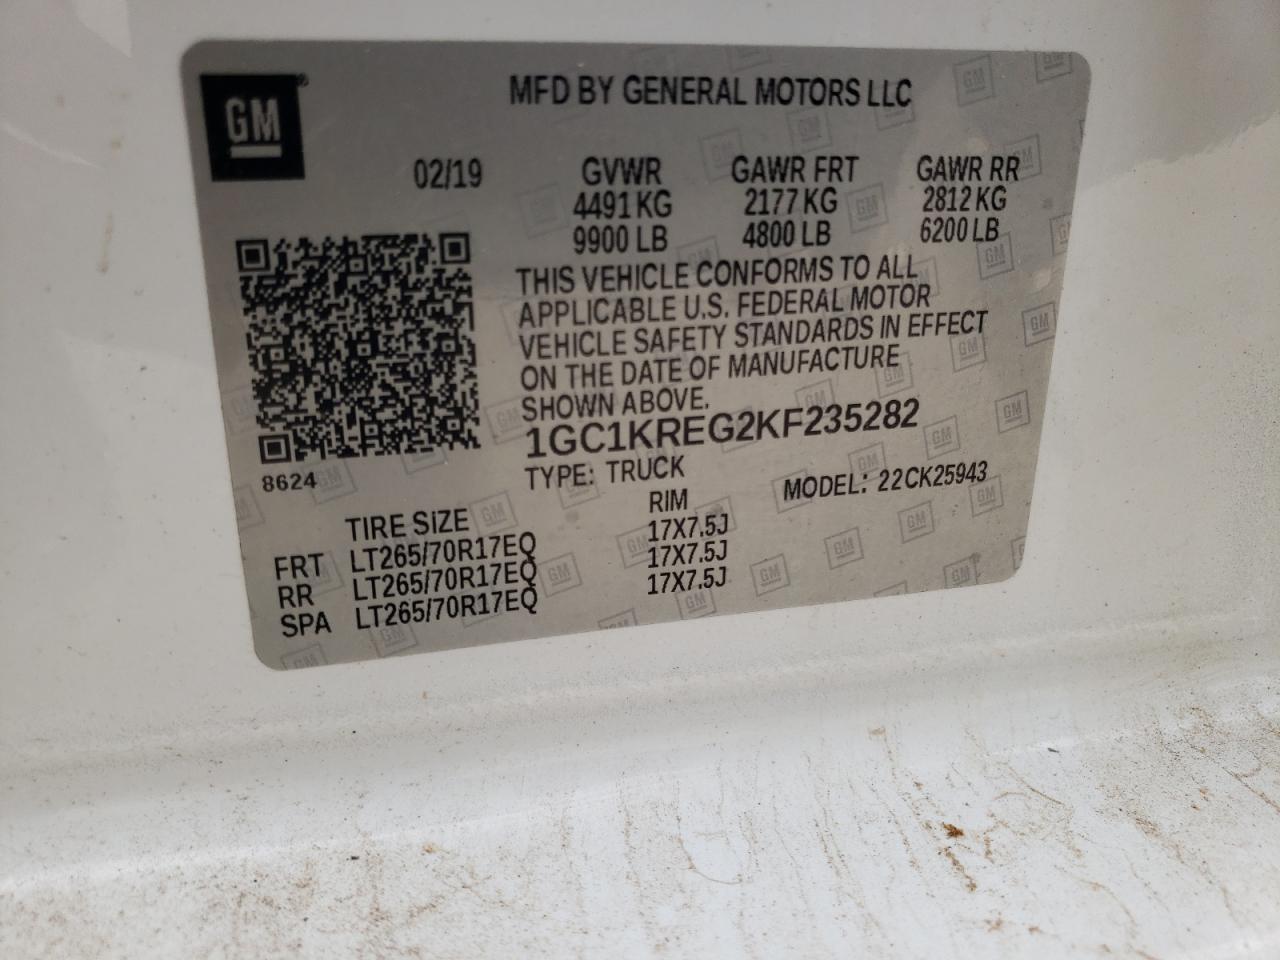 GM®
MFD BY GENERAL MOTORS LLC
02/19 GVWR GAWR FRT GAWR RR
4491 KG 2177 KG 2812 KG
9900 LB 4800 LB 6200 LB
THIS VEHICLE CONFORMS TO ALL
APPLICABLE U.S. FEDERAL MOTOR
VEHICLE SAFETY STANDARDS IN EFFECT
ON THE DATE OF MANUFACTURE
SHOWN ABOVE.
1GC1KREG2KF235282
8624
TYPE: TRUCK MODEL: 22CK25943
TIRE SIZE RIM
FRT LT265/70R17EQ 17X7.5J
RR LT265/70R17EQ 17X7.5J
SPA LT265/70R17EQ 17X7.5J